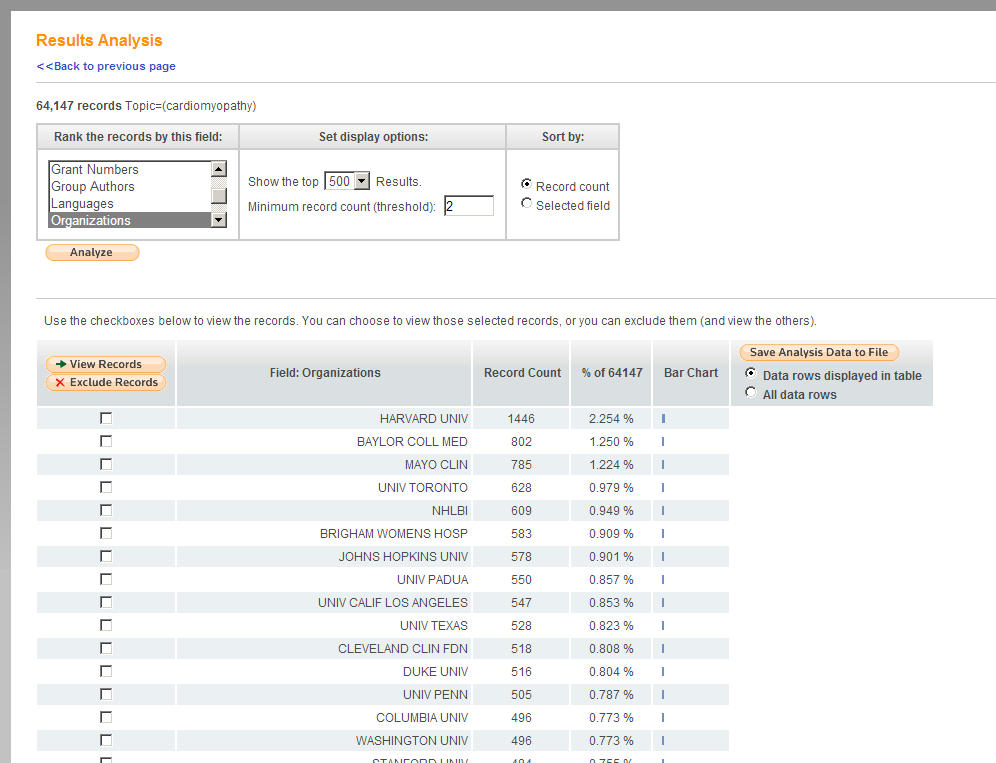 Results Analysis
<<Back to previous page
64,147 records Topic=(cardiomyopathy)
Rank the records by this field: Set display options: Sort by:
Grant Numbers
Group Authors
Languages
Organizations
Show the top 500 Results.
Minimum record count (threshold): 2
Record count
Selected field
Analyze
Use the checkboxes below to view the records. You can choose to view those selected records, or you can exclude them (and view the others).
View Records
Exclude Records
Field: Organizations Record Count % of 64147 Bar Chart
Save Analysis Data to File
Data rows displayed in table
All data rows
HARVARD UNIV 1446 2.254 %
BAYLOR COLL MED 802 1.250 %
MAYO CLIN 785 1.224 %
UNIV TORONTO 628 0.979 %
NHLBI 609 0.949 %
BRIGHAM WOMENS HOSP 583 0.909 %
JOHNS HOPKINS UNIV 578 0.901 %
UNIV PADUA 550 0.857 %
UNIV CALIF LOS ANGELES 547 0.853 %
UNIV TEXAS 528 0.823 %
CLEVELAND CLIN FDN 518 0.808 %
DUKE UNIV 516 0.804 %
UNIV PENN 505 0.787 %
COLUMBIA UNIV 496 0.773 %
WASHINGTON UNIV 496 0.773 %
STANFORD UNIV 484 0.755 %